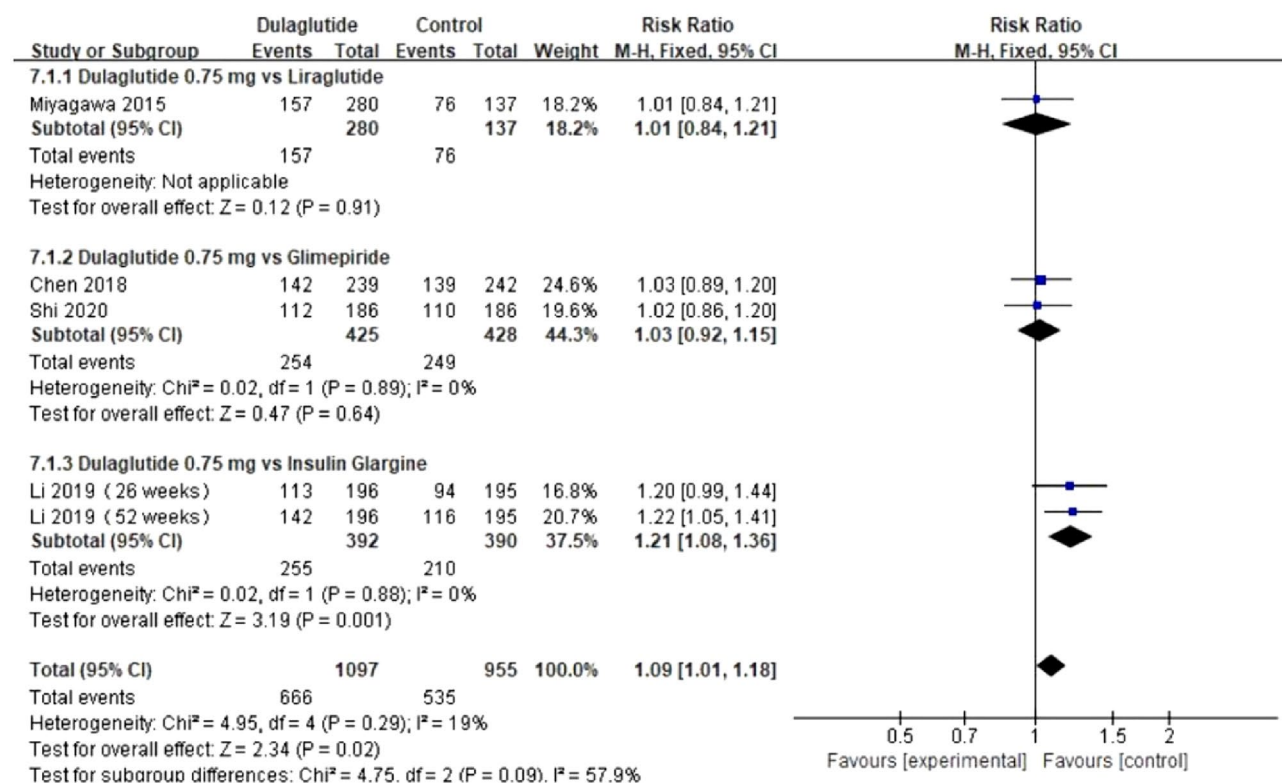 Dulaglutide Control Risk Ratio Risk Ratio
Study or Subgroup Events Total Events Total Weight M-H, Fixed, 95% CI M-H, Fixed, 95% CI
7.1.1 Dulaglutide 0.75 mg vs Liraglutide
Miyagawa 2015 157 280 76 137 18.2% 1.01 [0.84, 1.21]
Subtotal (95% CI) 280 137 18.2% 1.01 [0.84, 1.21]
Total events 157 76
Heterogeneity: Not applicable
Test for overall effect: Z = 0.12 (P = 0.91)
7.1.2 Dulaglutide 0.75 mg vs Glimepiride
Chen 2018 142 239 139 242 24.6% 1.03 [0.89, 1.20]
Shi 2020 112 186 110 186 19.6% 1.02 [0.86, 1.20]
Subtotal (95% CI) 425 428 44.3% 1.03 [0.92, 1.15]
Total events 254 249
Heterogeneity: Chi² = 0.02, df = 1 (P = 0.89); I² = 0%
Test for overall effect: Z = 0.47 (P = 0.64)
7.1.3 Dulaglutide 0.75 mg vs Insulin Glargine
Li 2019 (26 weeks) 113 196 94 195 16.8% 1.20 [0.99, 1.44]
Li 2019 (52 weeks) 142 196 116 195 20.7% 1.22 [1.05, 1.41]
Subtotal (95% CI) 392 390 37.5% 1.21 [1.08, 1.36]
Total events 255 210
Heterogeneity: Chi² = 0.02, df = 1 (P = 0.88); I² = 0%
Test for overall effect: Z = 3.19 (P = 0.001)
Total (95% CI) 1097 955 100.0% 1.09 [1.01, 1.18]
Total events 666 535
Heterogeneity: Chi² = 4.95, df = 4 (P = 0.29); I² = 19%
Test for overall effect: Z = 2.34 (P = 0.02)
Test for subgroup differences: Chi² = 4.75, df = 2 (P = 0.09), I² = 57.9%
0.5 0.7 1 1.5 2
Favours [experimental] Favours [control]